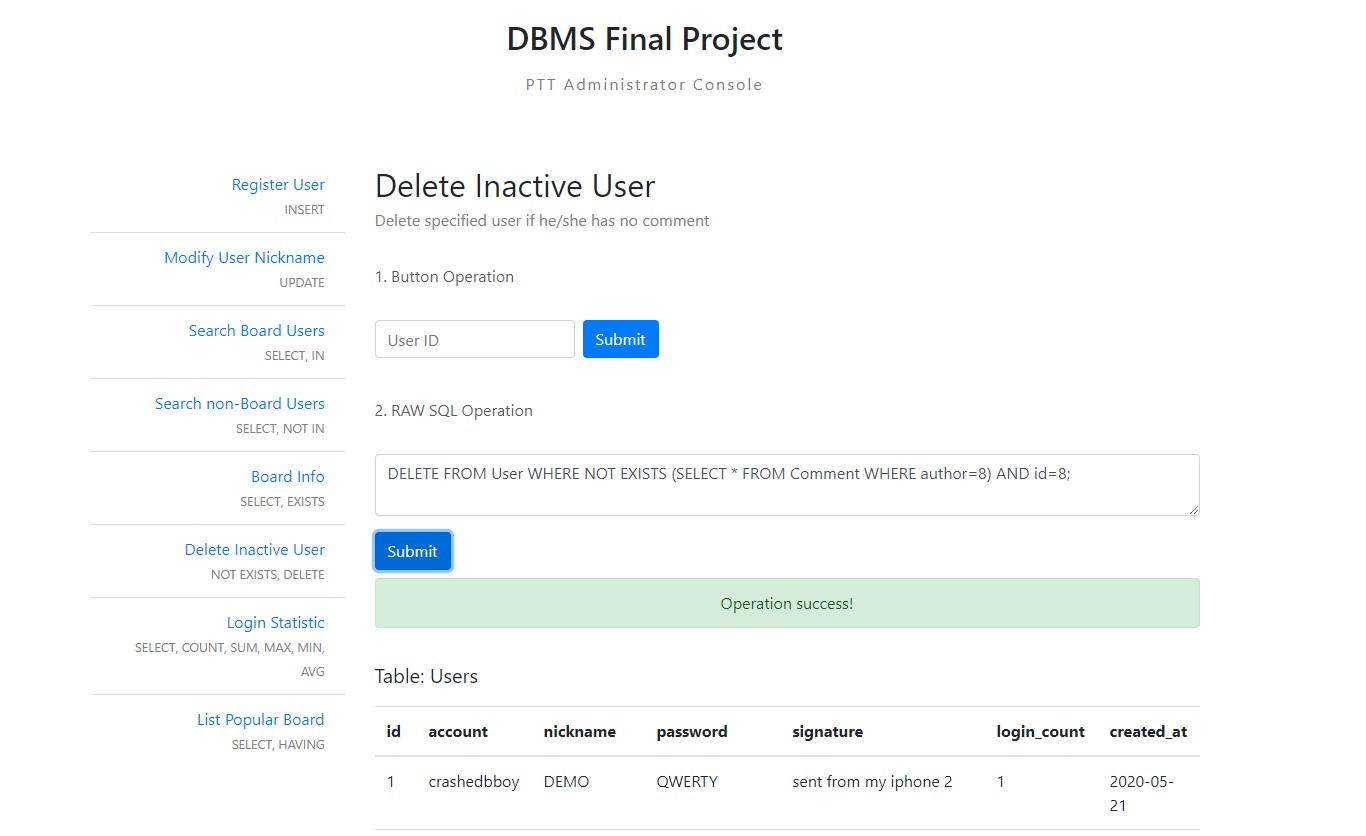 DBMS Final Project
PTT Administrator Console
Register User
INSERT
Modify User Nickname
UPDATE
Search Board Users
SELECT, IN
Search non-Board Users
SELECT, NOT IN
Board Info
SELECT, EXISTS
Delete Inactive User
NOT EXISTS, DELETE
Login Statistic
SELECT, COUNT, SUM, MAX, MIN,
AVG
List Popular Board
SELECT, HAVING
Delete Inactive User
Delete specified user if he/she has no comment
1. Button Operation
User ID Submit
2. RAW SQL Operation
DELETE FROM User WHERE NOT EXISTS (SELECT * FROM Comment WHERE author=8) AND id=8;
Submit
Operation success!
Table: Users
id account nickname password signature login_count created_at
1 crashedbboy DEMO QWERTY sent from my iphone 2 1 2020-05-
21